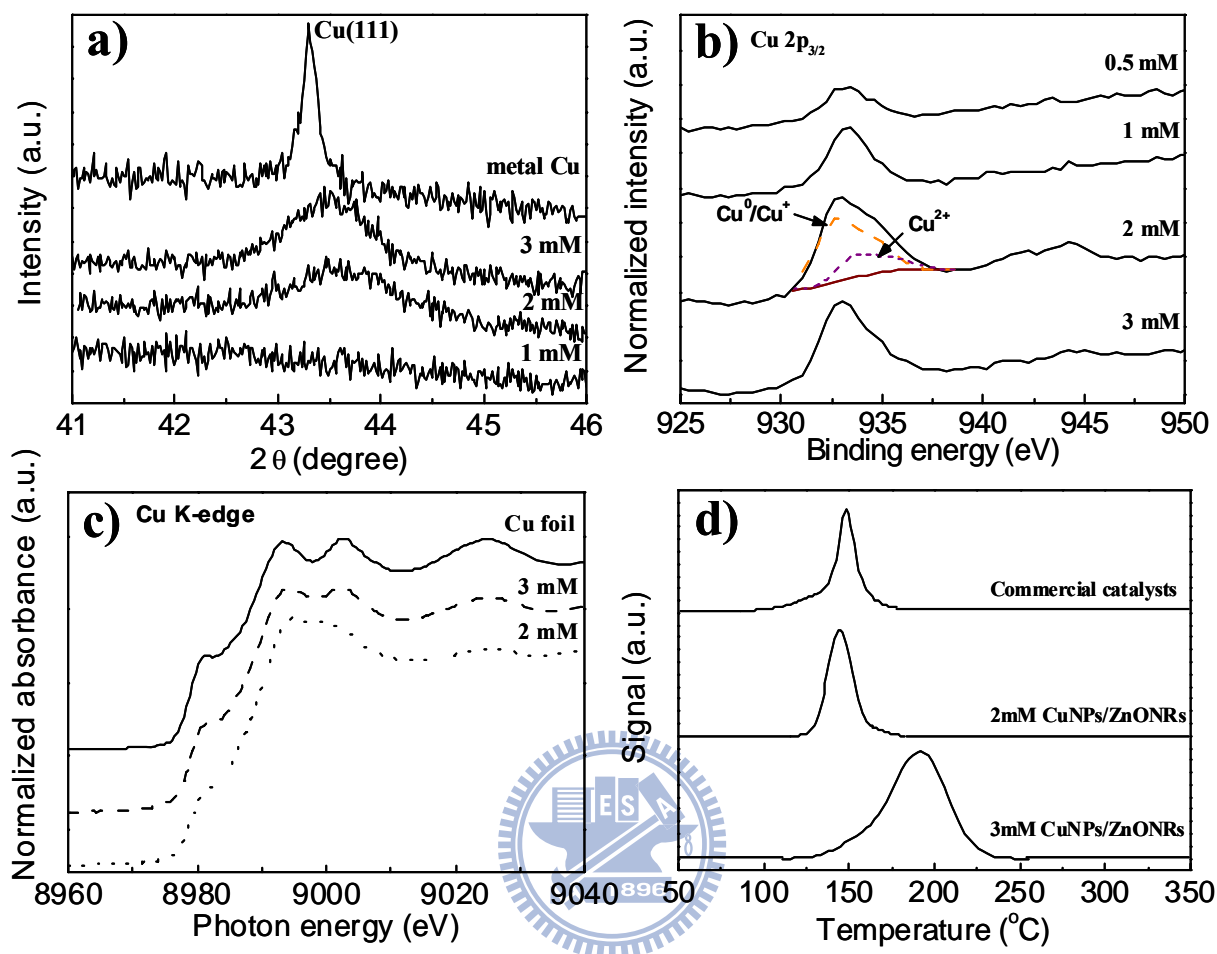 a)
Cu(111)
metal Cu
3 mM
2 mM
1 mM
Intensity (a.u.)
41 42 43 44 45 46
2 θ (degree)
b)
Cu 2p3/2
0.5 mM
1 mM
Cu0/Cu+
Cu2+
2 mM
3 mM
Normalized intensity (a.u.)
925 930 935 940 945 950
Binding energy (eV)
c)
Cu K-edge
Cu foil
3 mM
2 mM
Normalized absorbance (a.u.)
8960 8980 9000 9020 9040
Photon energy (eV)
d)
Commercial catalysts
2mM CuNPs/ZnONRs
3mM CuNPs/ZnONRs
Signal (a.u.)
50 100 150 200 250 300 350
Temperature (oC)
E S A
896